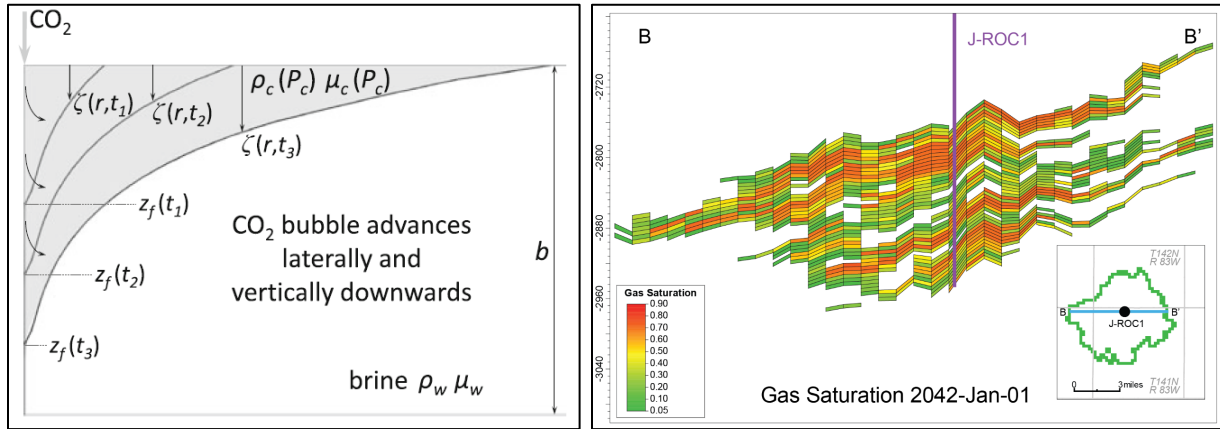 CO₂
ρc(Pc) μc(Pc)
ζ(r,t₁)
ζ(r,t₂)
ζ(r,t₃)
zf(t₁)
zf(t₂)
zf(t₃)
CO₂ bubble advances
laterally and
vertically downwards
b
brine ρw μw
B
J-ROC1
B'
-2720
-2800
-2880
-2960
-3040
Gas Saturation
0.90
0.80
0.70
0.60
0.50
0.40
0.30
0.20
0.10
0.05
Gas Saturation 2042-Jan-01
T142N
R 83W
B
B'
J-ROC1
0 3miles
T141N
R 83W